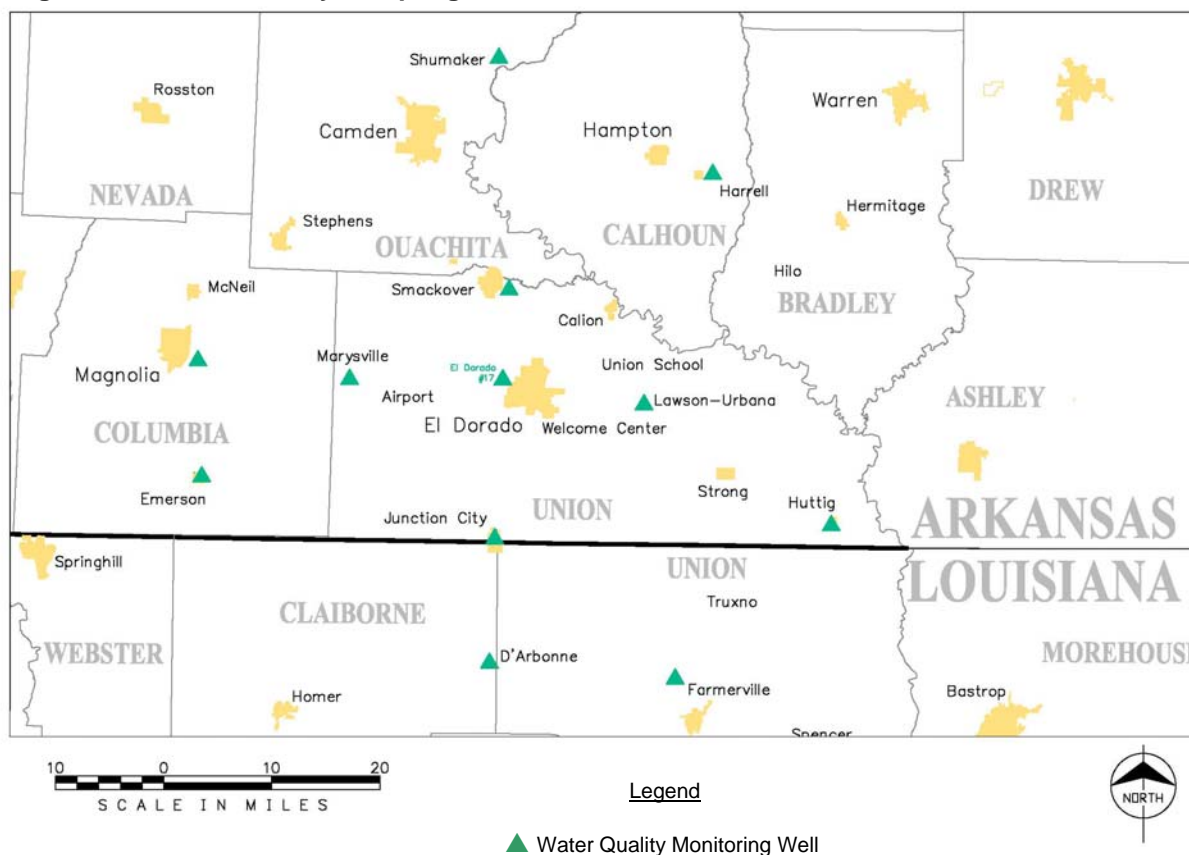 Shumaker
Rosston
Warren
Camden
Hampton
Harrell
NEVADA
DREW
Hermitage
Stephens
OUACHITA
CALHOUN
Hilo
McNeil
Smackover
BRADLEY
Calion
Marysville
El Dorado
#17
Union School
Magnolia
Airport
Lawson-Urbana
ASHLEY
El Dorado
Welcome Center
COLUMBIA
Emerson
Strong
Huttig
Junction City
UNION
ARKANSAS
Springhill
UNION
LOUISIANA
Truxno
CLAIBORNE
WEBSTER
D'Arbonne
MOREHOUSE
Homer
Farmerville
Bastrop
Spencer
10 0 10 20
SCALE IN MILES
Legend
NORTH
Water Quality Monitoring Well